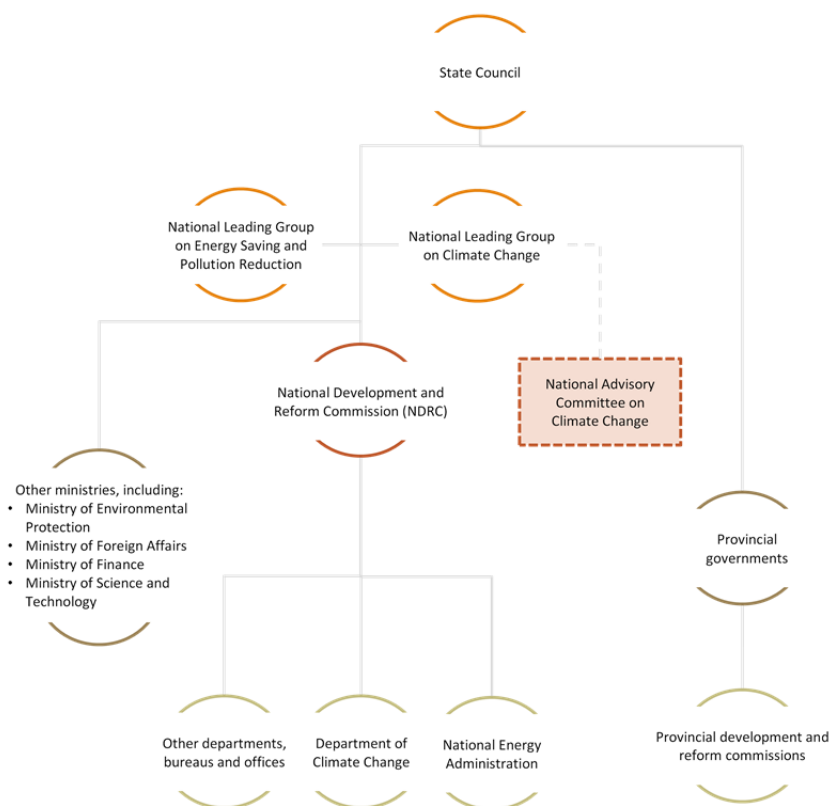 State Council
National Leading Group
on Energy Saving and
Pollution Reduction
National Leading Group
on Climate Change
National Development and
Reform Commission (NDRC)
National Advisory
Committee on
Climate Change
Other ministries, including:
• Ministry of Environmental
Protection
• Ministry of Foreign Affairs
• Ministry of Finance
• Ministry of Science and
Technology
Provincial
governments
Other departments,
bureaus and offices
Department of
Climate Change
National Energy
Administration
Provincial development and
reform commissions